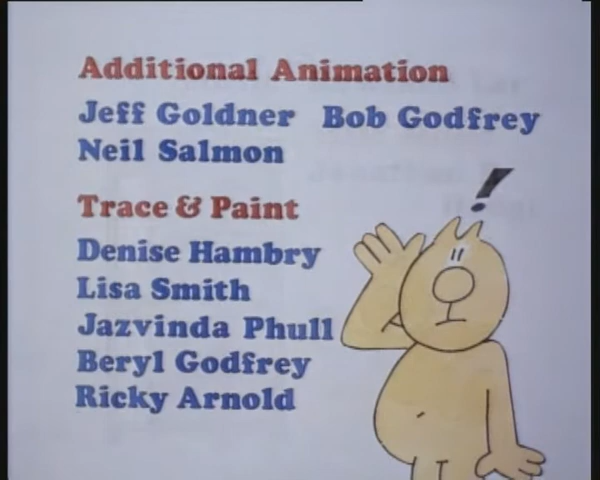 Additional Animation
Jeff Goldner Bob Godfrey
Neil Salmon
Trace & Paint
Denise Hambry
Lisa Smith
Jazvinda Phull
Beryl Godfrey
Ricky Arnold
!